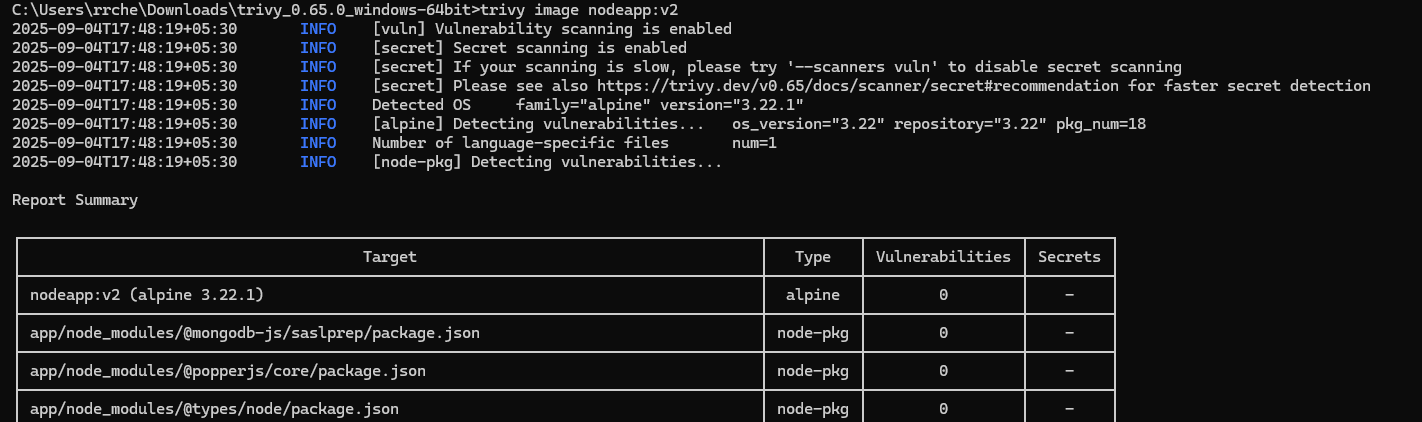 C:\Users\rrche\Downloads\trivy_0.65.0_windows-64bit>trivy image nodeapp:v2
2025-09-04T17:48:19+05:30 INFO [vuln] Vulnerability scanning is enabled
2025-09-04T17:48:19+05:30 INFO [secret] Secret scanning is enabled
2025-09-04T17:48:19+05:30 INFO [secret] If your scanning is slow, please try '--scanners vuln' to disable secret scanning
2025-09-04T17:48:19+05:30 INFO [secret] Please see also https://trivy.dev/v0.65/docs/scanner/secret#recommendation for faster secret detection
2025-09-04T17:48:19+05:30 INFO Detected OS family="alpine" version="3.22.1"
2025-09-04T17:48:19+05:30 INFO [alpine] Detecting vulnerabilities... os_version="3.22" repository="3.22" pkg_num=18
2025-09-04T17:48:19+05:30 INFO Number of language-specific files num=1
2025-09-04T17:48:19+05:30 INFO [node-pkg] Detecting vulnerabilities...
Report Summary
Target Type Vulnerabilities Secrets
nodeapp:v2 (alpine 3.22.1) alpine 0 -
app/node_modules/@mongodb-js/saslprep/package.json node-pkg 0 -
app/node_modules/@popperjs/core/package.json node-pkg 0 -
app/node_modules/@types/node/package.json node-pkg 0 -